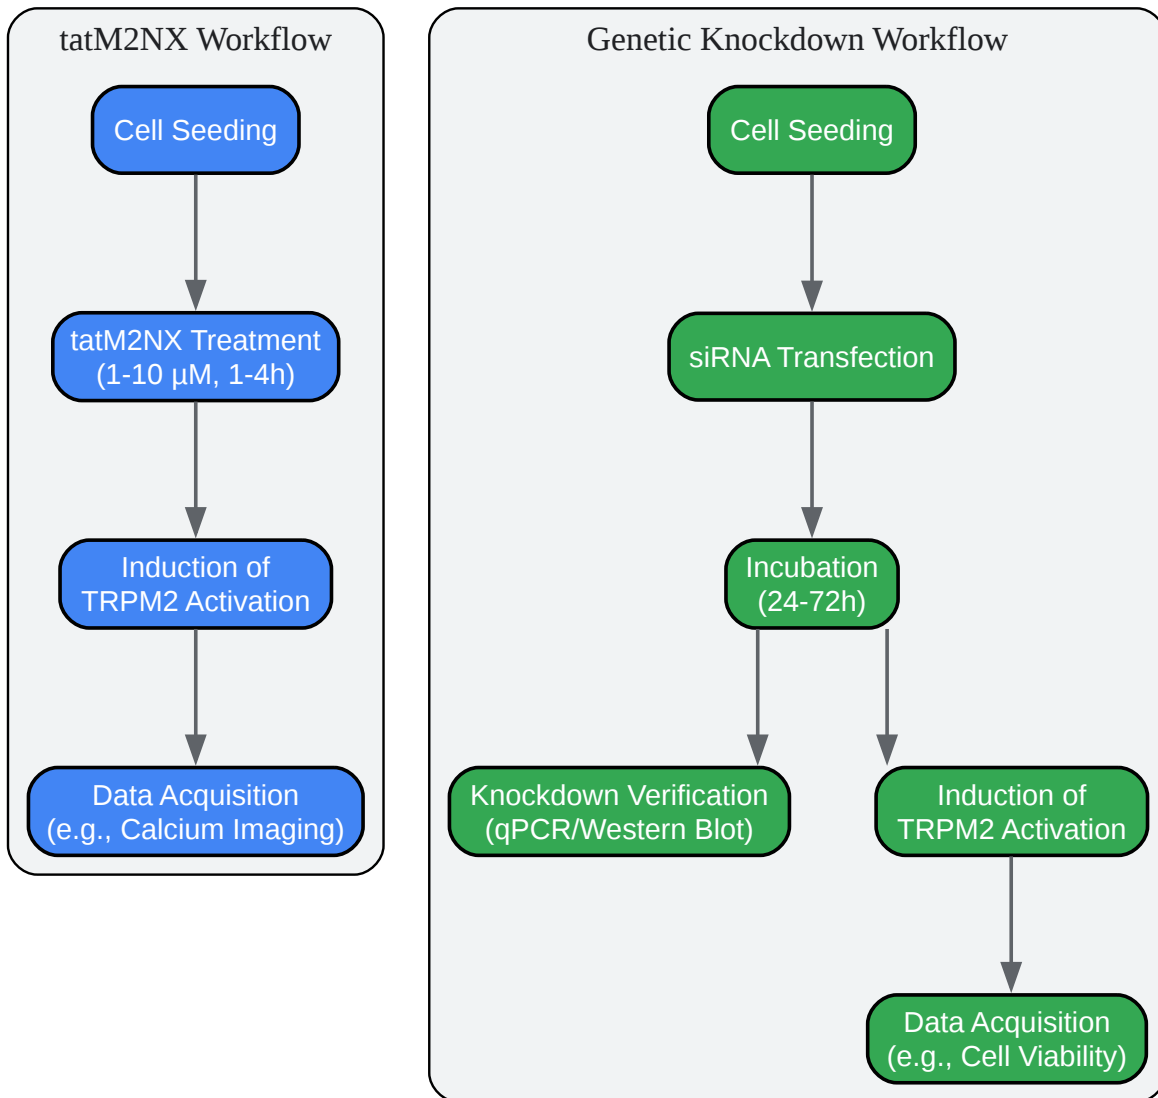 tatM2NX Workflow
Cell Seeding
tatM2NX Treatment
(1-10 µM, 1-4h)
Induction of
TRPM2 Activation
Data Acquisition
(e.g., Calcium Imaging)
Genetic Knockdown Workflow
Cell Seeding
siRNA Transfection
Incubation
(24-72h)
Knockdown Verification
(qPCR/Western Blot)
Induction of
TRPM2 Activation
Data Acquisition
(e.g., Cell Viability)